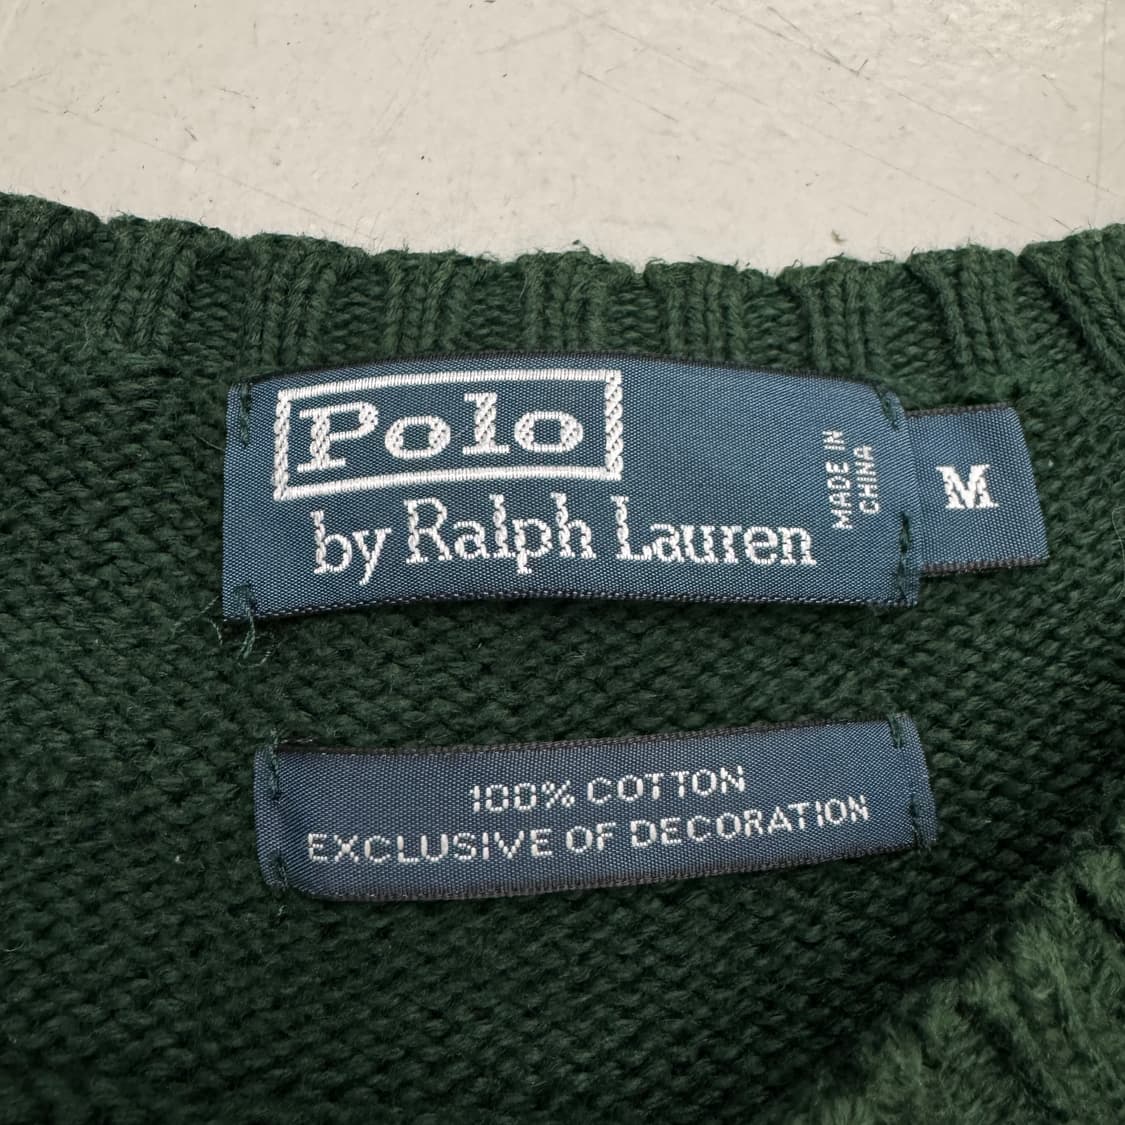 Polo
by Ralph Lauren
MADE IN
CHINA
M
100% COTTON
EXCLUSIVE OF DECORATION